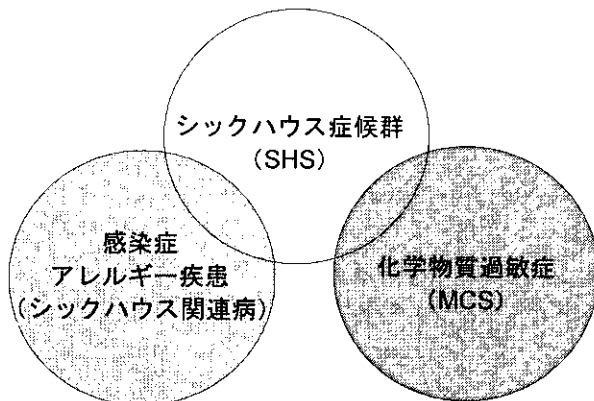 シックハウス症候群
(SHS)
感染症
アレルギー疾患
(シックハウス関連病)
化学物質過敏症
(MCS)